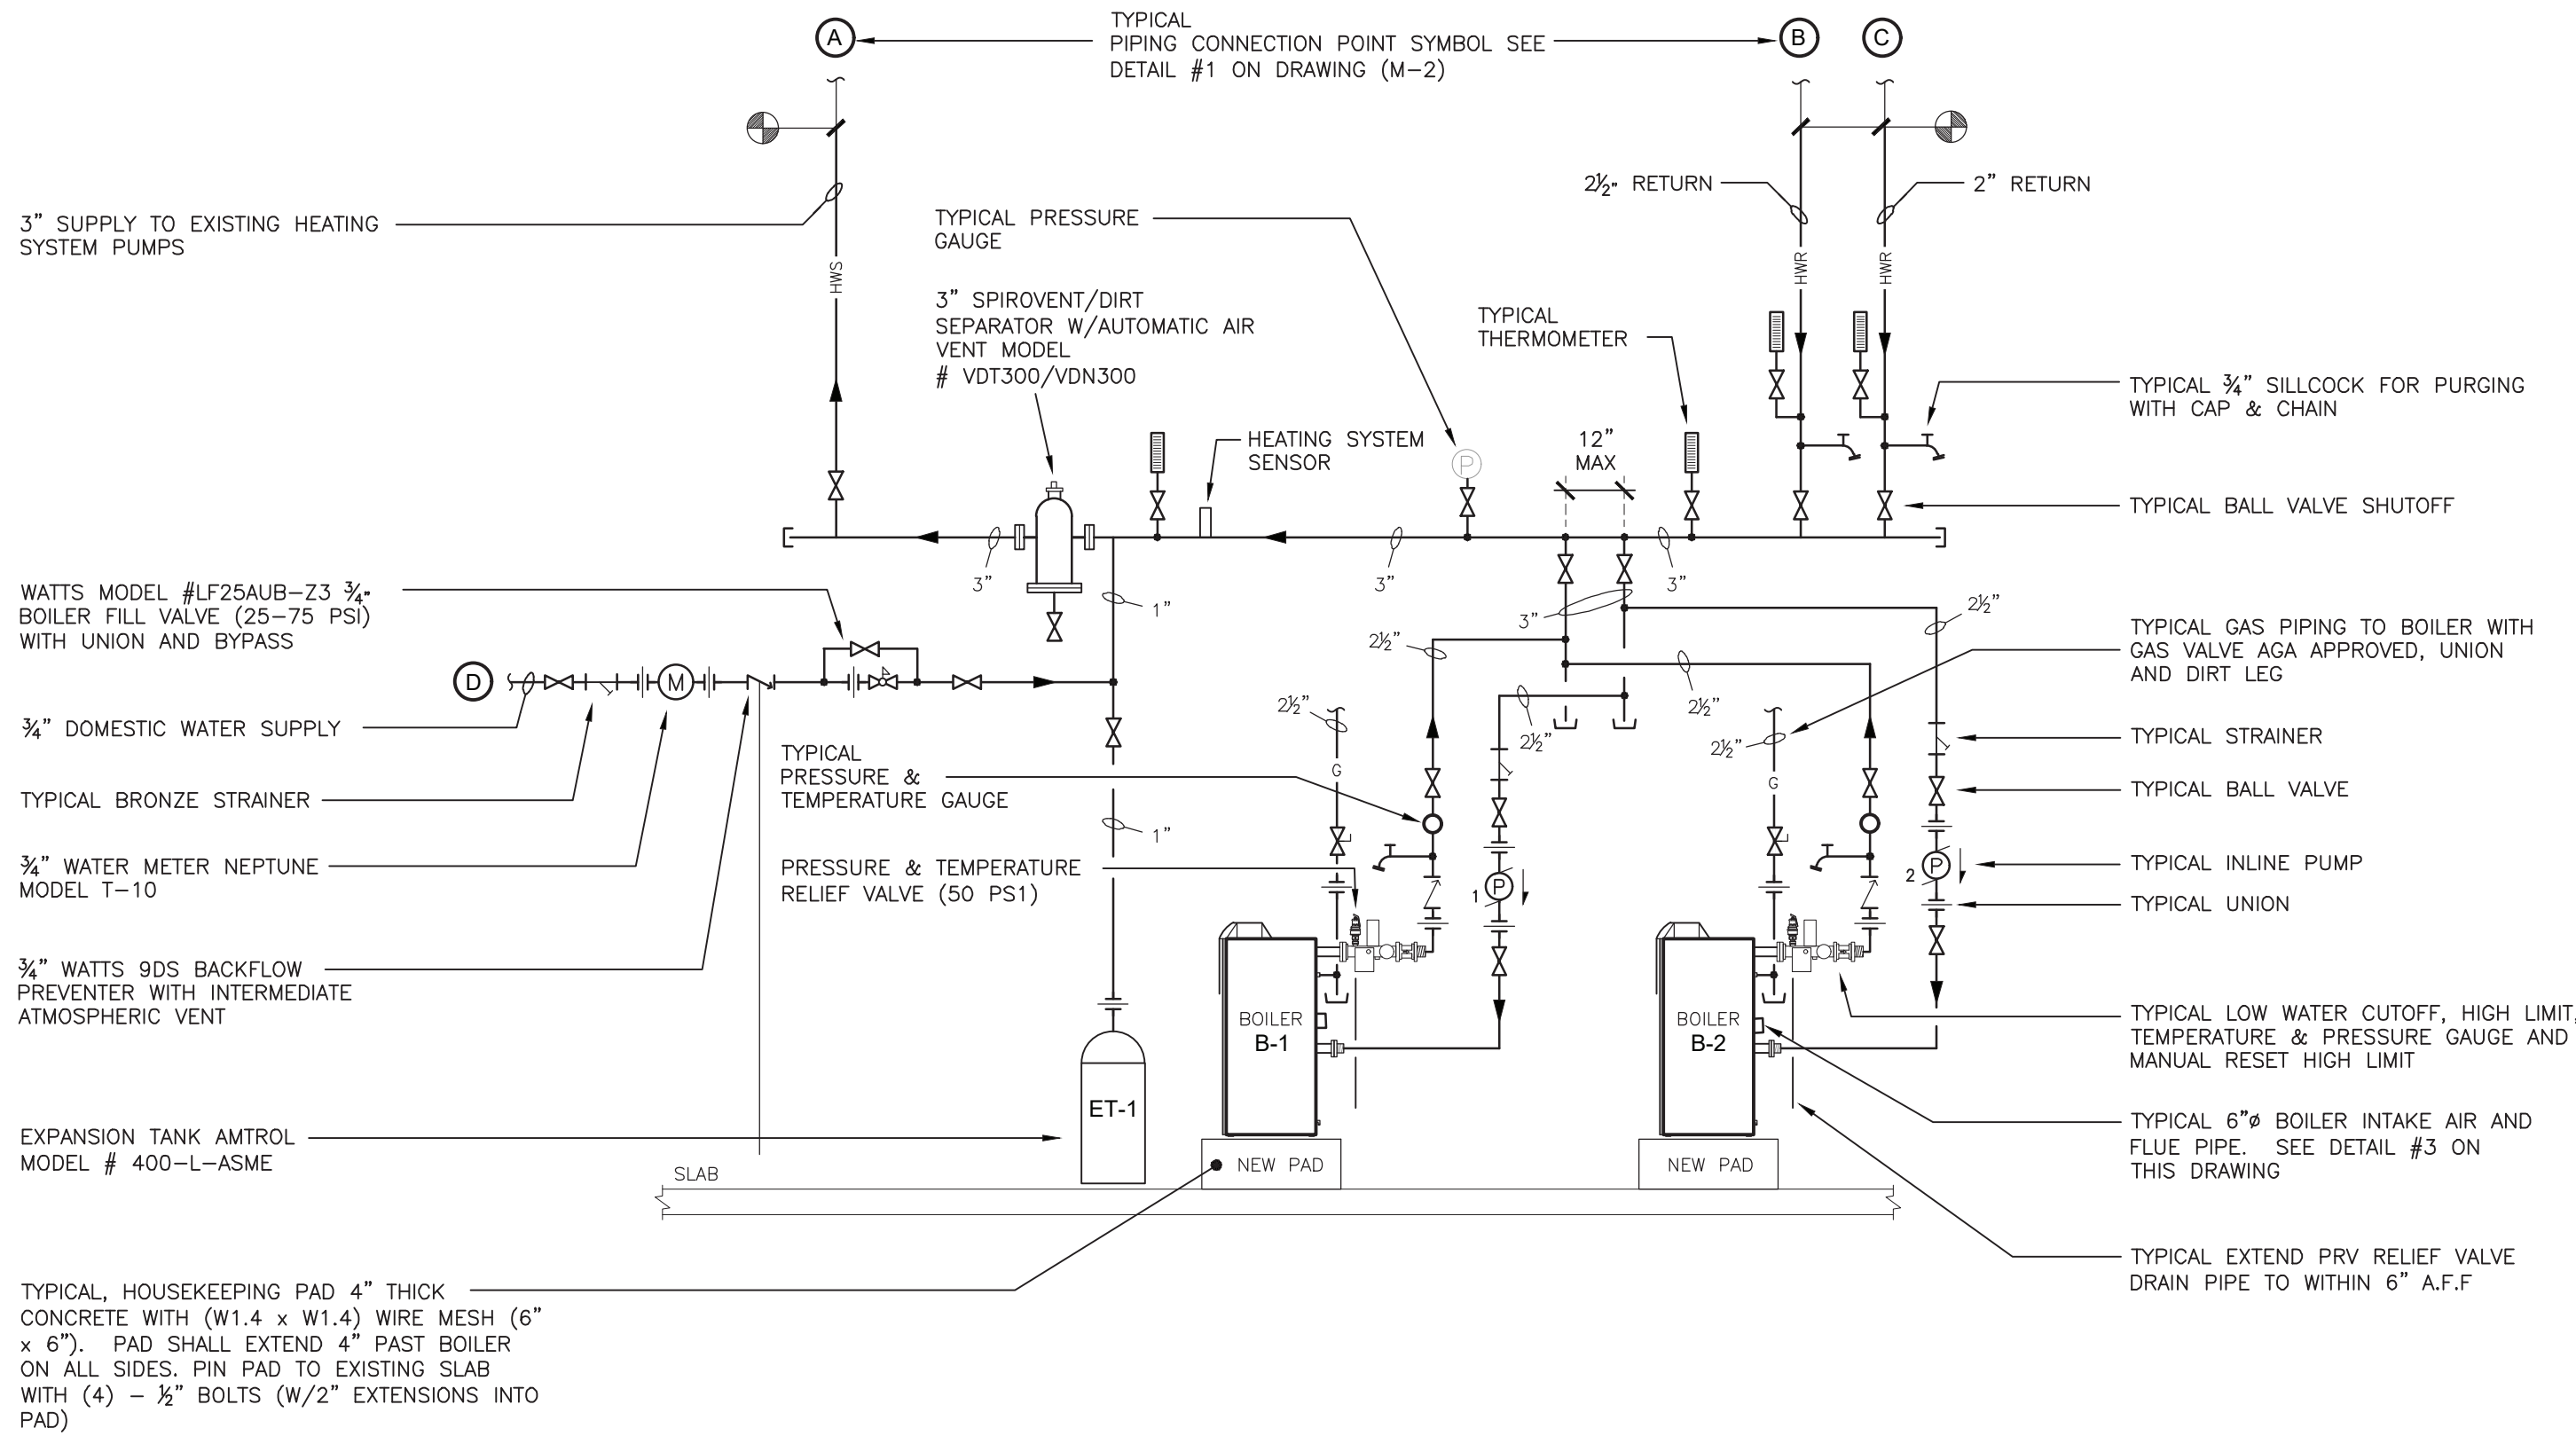 A
TYPICAL
PIPING CONNECTION POINT SYMBOL SEE
DETAIL #1 ON DRAWING (M-2)
B
C
2½" RETURN
2" RETURN
3" SUPPLY TO EXISTING HEATING
SYSTEM PUMPS
HWS
TYPICAL PRESSURE
GAUGE
HWR
HWR
3" SPIROVENT/DIRT
SEPARATOR W/AUTOMATIC AIR
VENT MODEL
# VDT300/VDN300
TYPICAL
THERMOMETER
TYPICAL ¾" SILLCOCK FOR PURGING
WITH CAP & CHAIN
HEATING SYSTEM
SENSOR
P
12"
MAX
TYPICAL BALL VALVE SHUTOFF
3"
3"
3"
WATTS MODEL #LF25AUB-Z3 ¾"
BOILER FILL VALVE (25-75 PSI)
WITH UNION AND BYPASS
1"
3"
2½"
2½"
TYPICAL GAS PIPING TO BOILER WITH
GAS VALVE AGA APPROVED, UNION
AND DIRT LEG
D
M
¾" DOMESTIC WATER SUPPLY
2½"
2½"
2½"
2½"
TYPICAL STRAINER
TYPICAL
PRESSURE &
TEMPERATURE GAUGE
G
G
TYPICAL BRONZE STRAINER
TYPICAL BALL VALVE
1"
¾" WATER METER NEPTUNE
MODEL T-10
PRESSURE & TEMPERATURE
RELIEF VALVE (50 PS1)
1
P
2
P
TYPICAL INLINE PUMP
TYPICAL UNION
¾" WATTS 9DS BACKFLOW
PREVENTER WITH INTERMEDIATE
ATMOSPHERIC VENT
BOILER
B-1
BOILER
B-2
TYPICAL LOW WATER CUTOFF, HIGH LIMIT,
TEMPERATURE & PRESSURE GAUGE AND
MANUAL RESET HIGH LIMIT
ET-1
EXPANSION TANK AMTROL
MODEL # 400-L-ASME
TYPICAL 6"ø BOILER INTAKE AIR AND
FLUE PIPE. SEE DETAIL #3 ON
THIS DRAWING
SLAB
NEW PAD
NEW PAD
TYPICAL EXTEND PRV RELIEF VALVE
DRAIN PIPE TO WITHIN 6" A.F.F
TYPICAL, HOUSEKEEPING PAD 4" THICK
CONCRETE WITH (W1.4 x W1.4) WIRE MESH (6"
x 6"). PAD SHALL EXTEND 4" PAST BOILER
ON ALL SIDES. PIN PAD TO EXISTING SLAB
WITH (4) - ½" BOLTS (W/2" EXTENSIONS INTO
PAD)